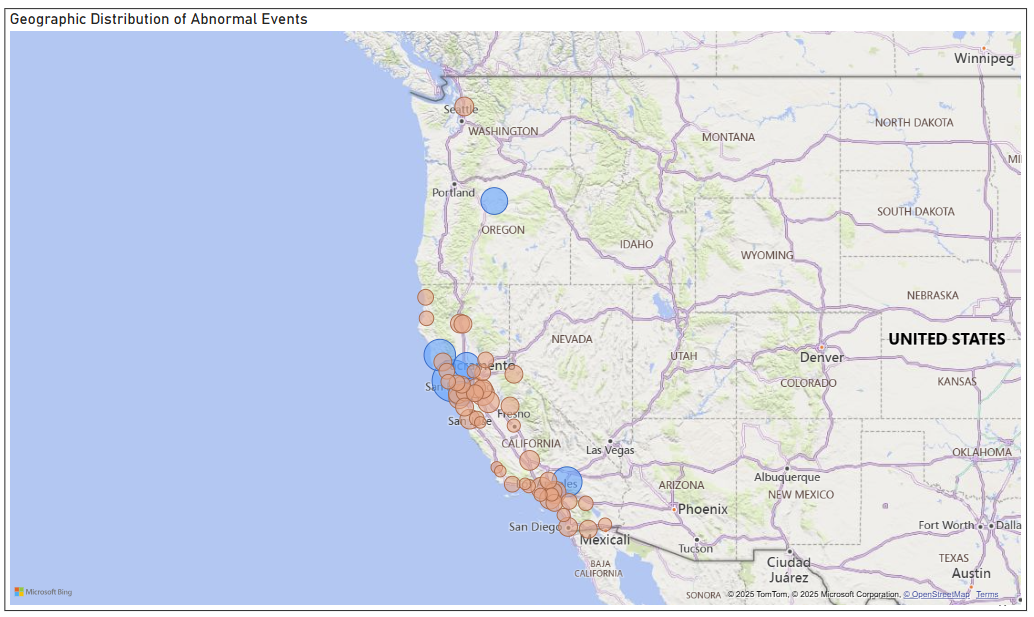 Geographic Distribution of Abnormal Events
Winnipeg
Seattle
WASHINGTON
NORTH DAKOTA
MONTANA
Portland
SOUTH DAKOTA
OREGON
IDAHO
WYOMING
NEBRASKA
UNITED STATES
NEVADA
UTAH
Denver
COLORADO
KANSAS
Fresno
CALIFORNIA
Las Vegas
OKLAHOMA
Albuquerque
ARIZONA
NEW MEXICO
Phoenix
San Diego
Fort Worth
Mexicali
Tucson
TEXAS
Ciudad
Juárez
Austin
BAJA
CALIFORNIA
SONORA
Microsoft Bing
© 2025 TomTom, © 2025 Microsoft Corporation, © OpenStreetMap Terms